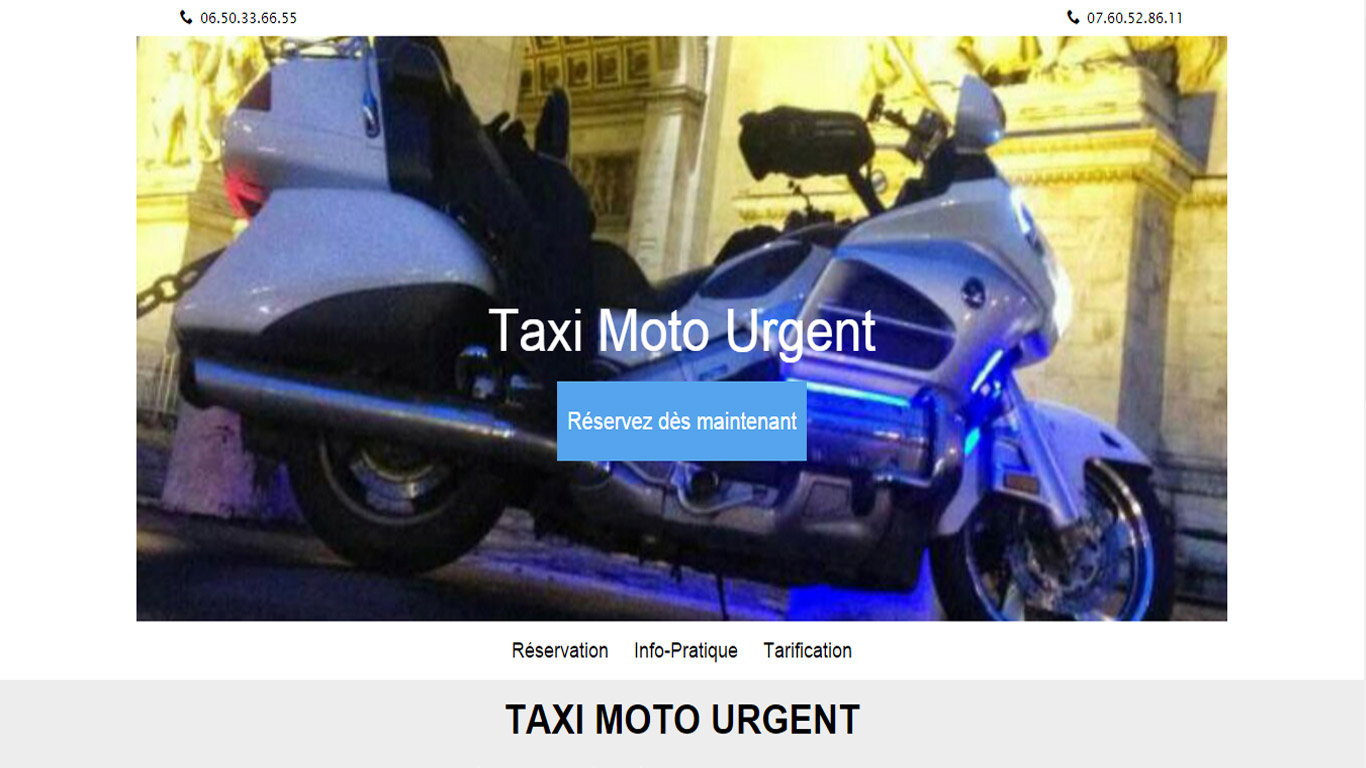 06.50.33.66.55
07.60.52.86.11
Taxi Moto Urgent
Réservez dès maintenant
Réservation Info-Pratique Tarification
TAXI MOTO URGENT